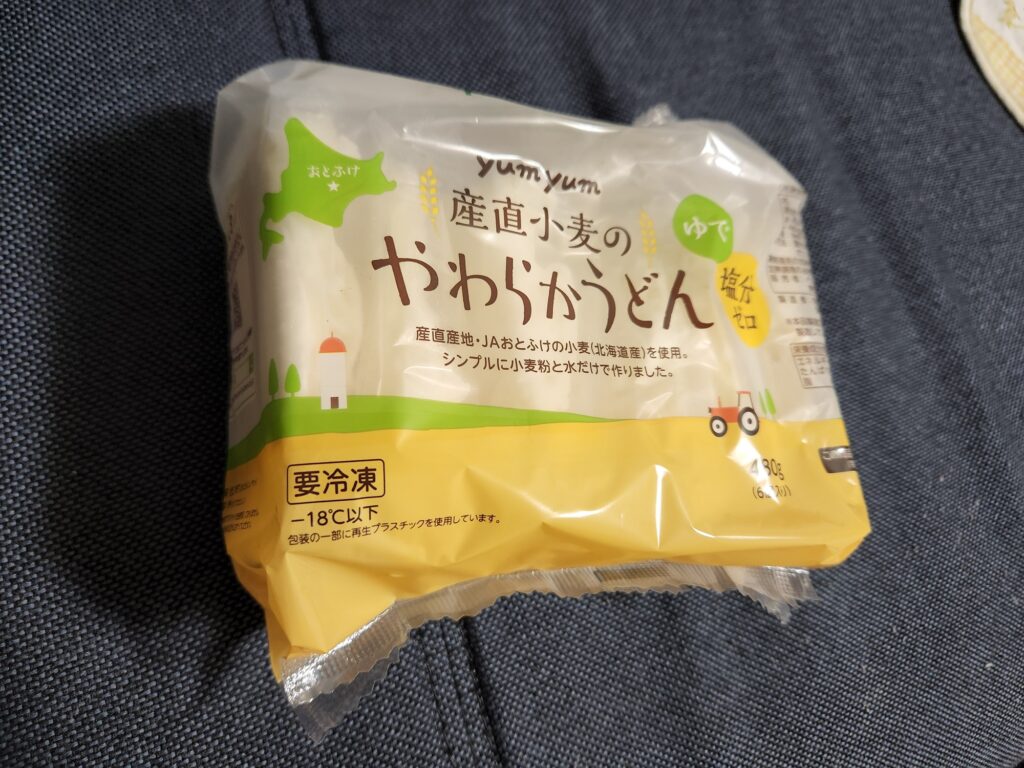 おとふけ
yum yum
産直小麦の
やわらかうどん
ゆで
塩分
ゼロ
産直産地・JAおとふけの小麦(北海道産)を使用。
シンプルに小麦粉と水だけで作りました。
要冷凍
-18℃以下
包装の一部に再生プラスチックを使用しています。
480g